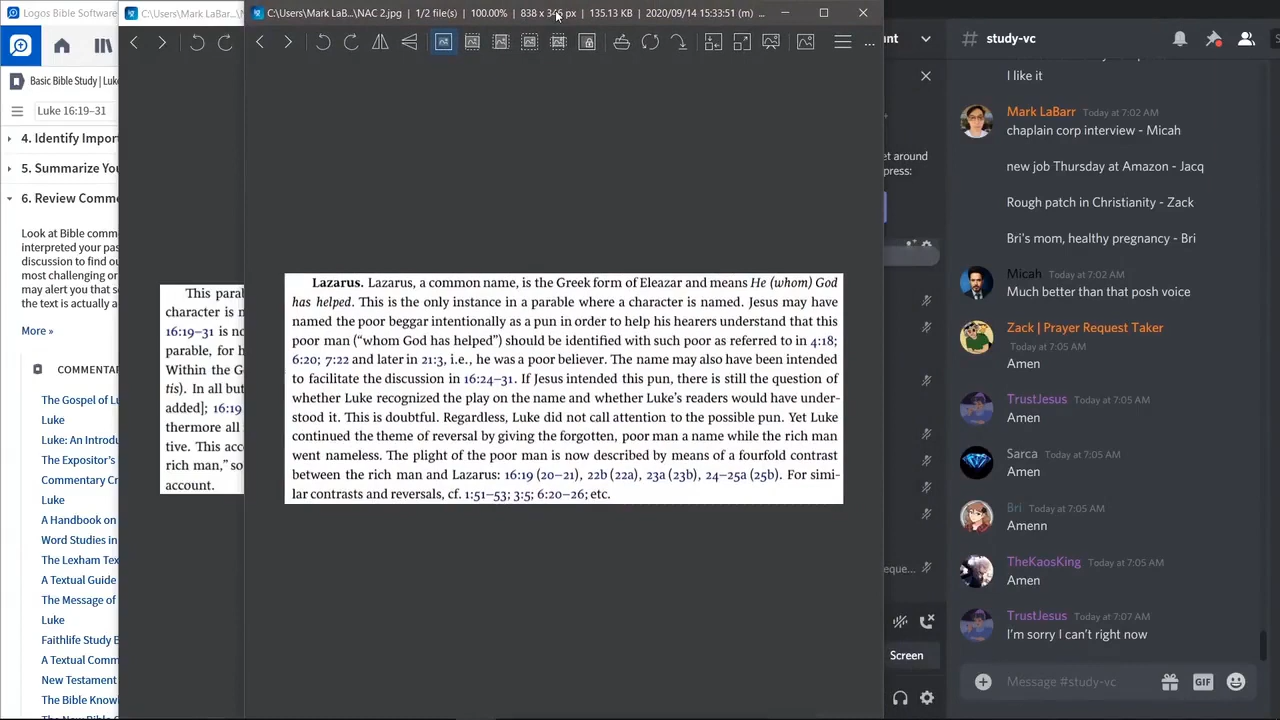 Logos Bible Software
C:\Users\Mark LaBar...\
C:\Users\Mark LaB...\NAC 2.jpg | 1/2 file(s) | 100.00% | 838 x 3 px | 135.13 KB | 2020/09/14 15:33:51 (m) ...
Basic Bible Study | Luke
Luke 16:19–31
4. Identify Impor
5. Summarize You
6. Review Comme
Look at Bible comm
interpreted your pas
discussion to find ou
most challenging or
may alert you that s
the text is actually a
More »
COMMENTAR
The Gospel of Lu
Luke
Luke: An Introdu
The Expositor's
Commentary Cr
Luke
A Handbook on
Word Studies in
The Lexham Tex
A Textual Guide
The Message of
Luke
Faithlife Study B
A Textual Comm
New Testament
The Bible Know
The New Bible C
This paral
character is n
16:19–31 is no
parable, for h
Within the G
tis). In all but
added]; 16:19
thermore all
tive. This acc
rich man," so
account.
Lazarus. Lazarus, a common name, is the Greek form of Eleazar and means He (whom) God
has helped. This is the only instance in a parable where a character is named. Jesus may have
named the poor beggar intentionally as a pun in order to help his hearers understand that this
poor man ("whom God has helped") should be identified with such poor as referred to in 4:18;
6:20; 7:22 and later in 21:3, i.e., he was a poor believer. The name may also have been intended
to facilitate the discussion in 16:24–31. If Jesus intended this pun, there is still the question of
whether Luke recognized the play on the name and whether Luke's readers would have under-
stood it. This is doubtful. Regardless, Luke did not call attention to the possible pun. Yet Luke
continued the theme of reversal by giving the forgotten, poor man a name while the rich man
went nameless. The plight of the poor man is now described by means of a fourfold contrast
between the rich man and Lazarus: 16:19 (20–21), 22b (22a), 23a (23b), 24–25a (25b). For simi-
lar contrasts and reversals, cf. 1:51–53; 3:5; 6:20–26; etc.
unt
et around
press:
eque...
Screen
# study-vc
I like it
Mark LaBarr Today at 7:02 AM
chaplain corp interview - Micah
new job Thursday at Amazon - Jacq
Rough patch in Christianity - Zack
Bri's mom, healthy pregnancy - Bri
Micah Today at 7:02 AM
Much better than that posh voice
Zack | Prayer Request Taker
Today at 7:05 AM
Amen
TrustJesus Today at 7:05 AM
Amen
Sarca Today at 7:05 AM
Amen
Bri Today at 7:05 AM
Amenn
TheKaosKing Today at 7:05 AM
Amen
TrustJesus Today at 7:07 AM
I'm sorry I can't right now
Message #study-vc
GIF